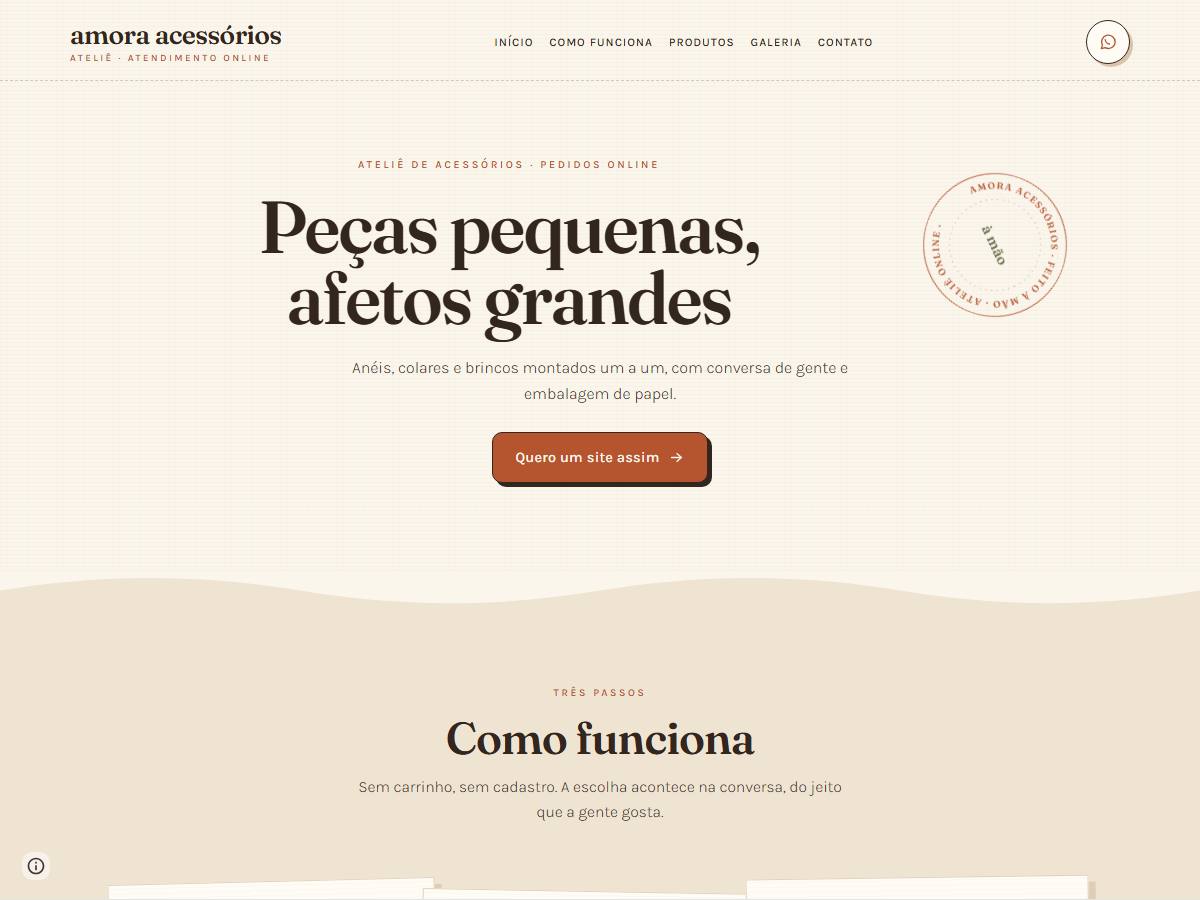 amora acessórios
ATELIÊ · ATENDIMENTO ONLINE
INÍCIO COMO FUNCIONA PRODUTOS GALERIA CONTATO
ATELIÊ DE ACESSÓRIOS · PEDIDOS ONLINE
Peças pequenas,
afetos grandes
AMORA ACESSÓRIOS · FEITO À MÃO · ATELIÊ ONLINE ·
à mão
Anéis, colares e brincos montados um a um, com conversa de gente e
embalagem de papel.
Quero um site assim →
TRÊS PASSOS
Como funciona
Sem carrinho, sem cadastro. A escolha acontece na conversa, do jeito
que a gente gosta.